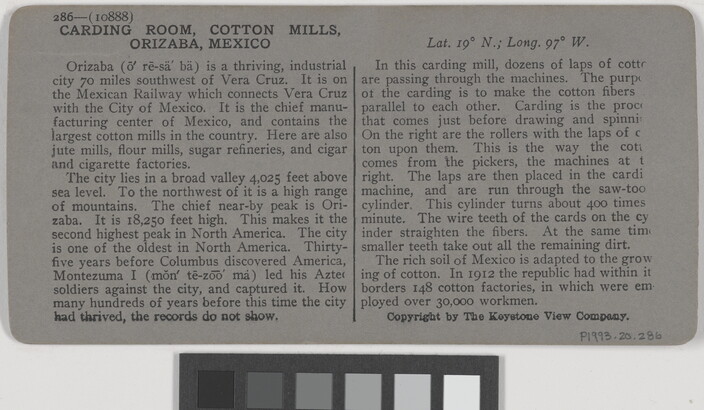 286—(10888)
CARDING ROOM, COTTON MILLS,
ORIZABA, MEXICO
Orizaba (ō′ rē-sä′ bä) is a thriving, industrial
city 70 miles southwest of Vera Cruz. It is on
the Mexican Railway which connects Vera Cruz
with the City of Mexico. It is the chief manu-
facturing center of Mexico, and contains the
largest cotton mills in the country. Here are also
jute mills, flour mills, sugar refineries, and cigar
and cigarette factories.
The city lies in a broad valley 4,025 feet above
sea level. To the northwest of it is a high range
of mountains. The chief near-by peak is Ori-
zaba. It is 18,250 feet high. This makes it the
second highest peak in North America. The city
is one of the oldest in North America. Thirty-
five years before Columbus discovered America,
Montezuma I (mŏn′ tē-zōō′ má) led his Aztec
soldiers against the city, and captured it. How
many hundreds of years before this time the city
had thrived, the records do not show.
Lat. 19° N.; Long. 97° W.
In this carding mill, dozens of laps of cott
are passing through the machines. The purp
of the carding is to make the cotton fibers
parallel to each other. Carding is the proc
that comes just before drawing and spinni
On the right are the rollers with the laps of c
ton upon them. This is the way the cott
comes from the pickers, the machines at t
right. The laps are then placed in the cardi
machine, and are run through the saw-too
cylinder. This cylinder turns about 400 times
minute. The wire teeth of the cards on the cy
inder straighten the fibers. At the same tim
smaller teeth take out all the remaining dirt.
The rich soil of Mexico is adapted to the grow
ing of cotton. In 1912 the republic had within it
borders 148 cotton factories, in which were em
ployed over 30,000 workmen.
Copyright by The Keystone View Company.
P1993.20.286